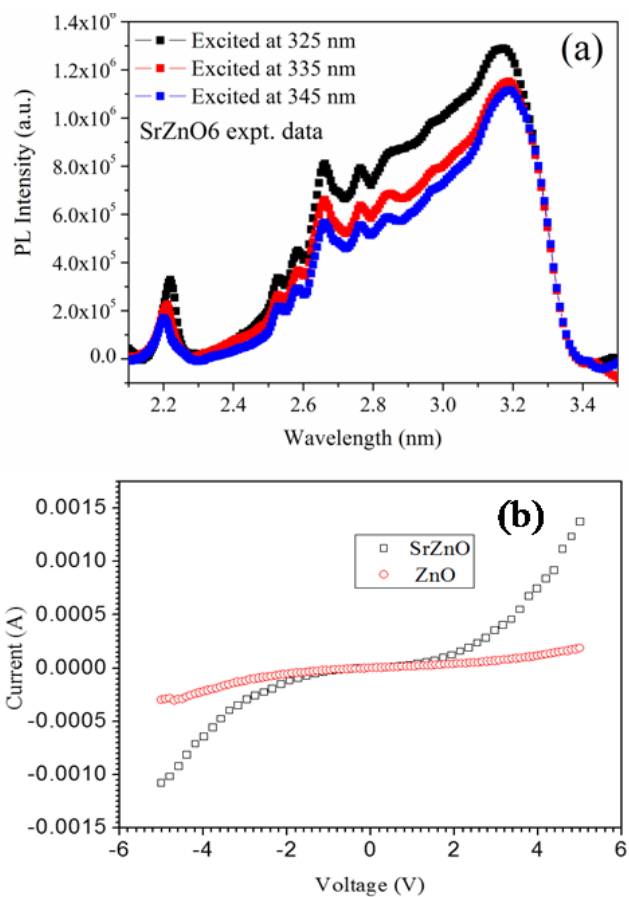 1.4x10⁶
1.2x10⁶
1.0x10⁶
8.0x10⁵
6.0x10⁵
4.0x10⁵
2.0x10⁵
0.0
PL Intensity (a.u.)
Excited at 325 nm
Excited at 335 nm
Excited at 345 nm
SrZnO6 expt. data
(a)
2.2 2.4 2.6 2.8 3.0 3.2 3.4
Wavelength (nm)
0.0015
0.0010
0.0005
0.0000
-0.0005
-0.0010
-0.0015
Current (A)
(b)
SrZnO
ZnO
-6 -4 -2 0 2 4 6
Voltage (V)